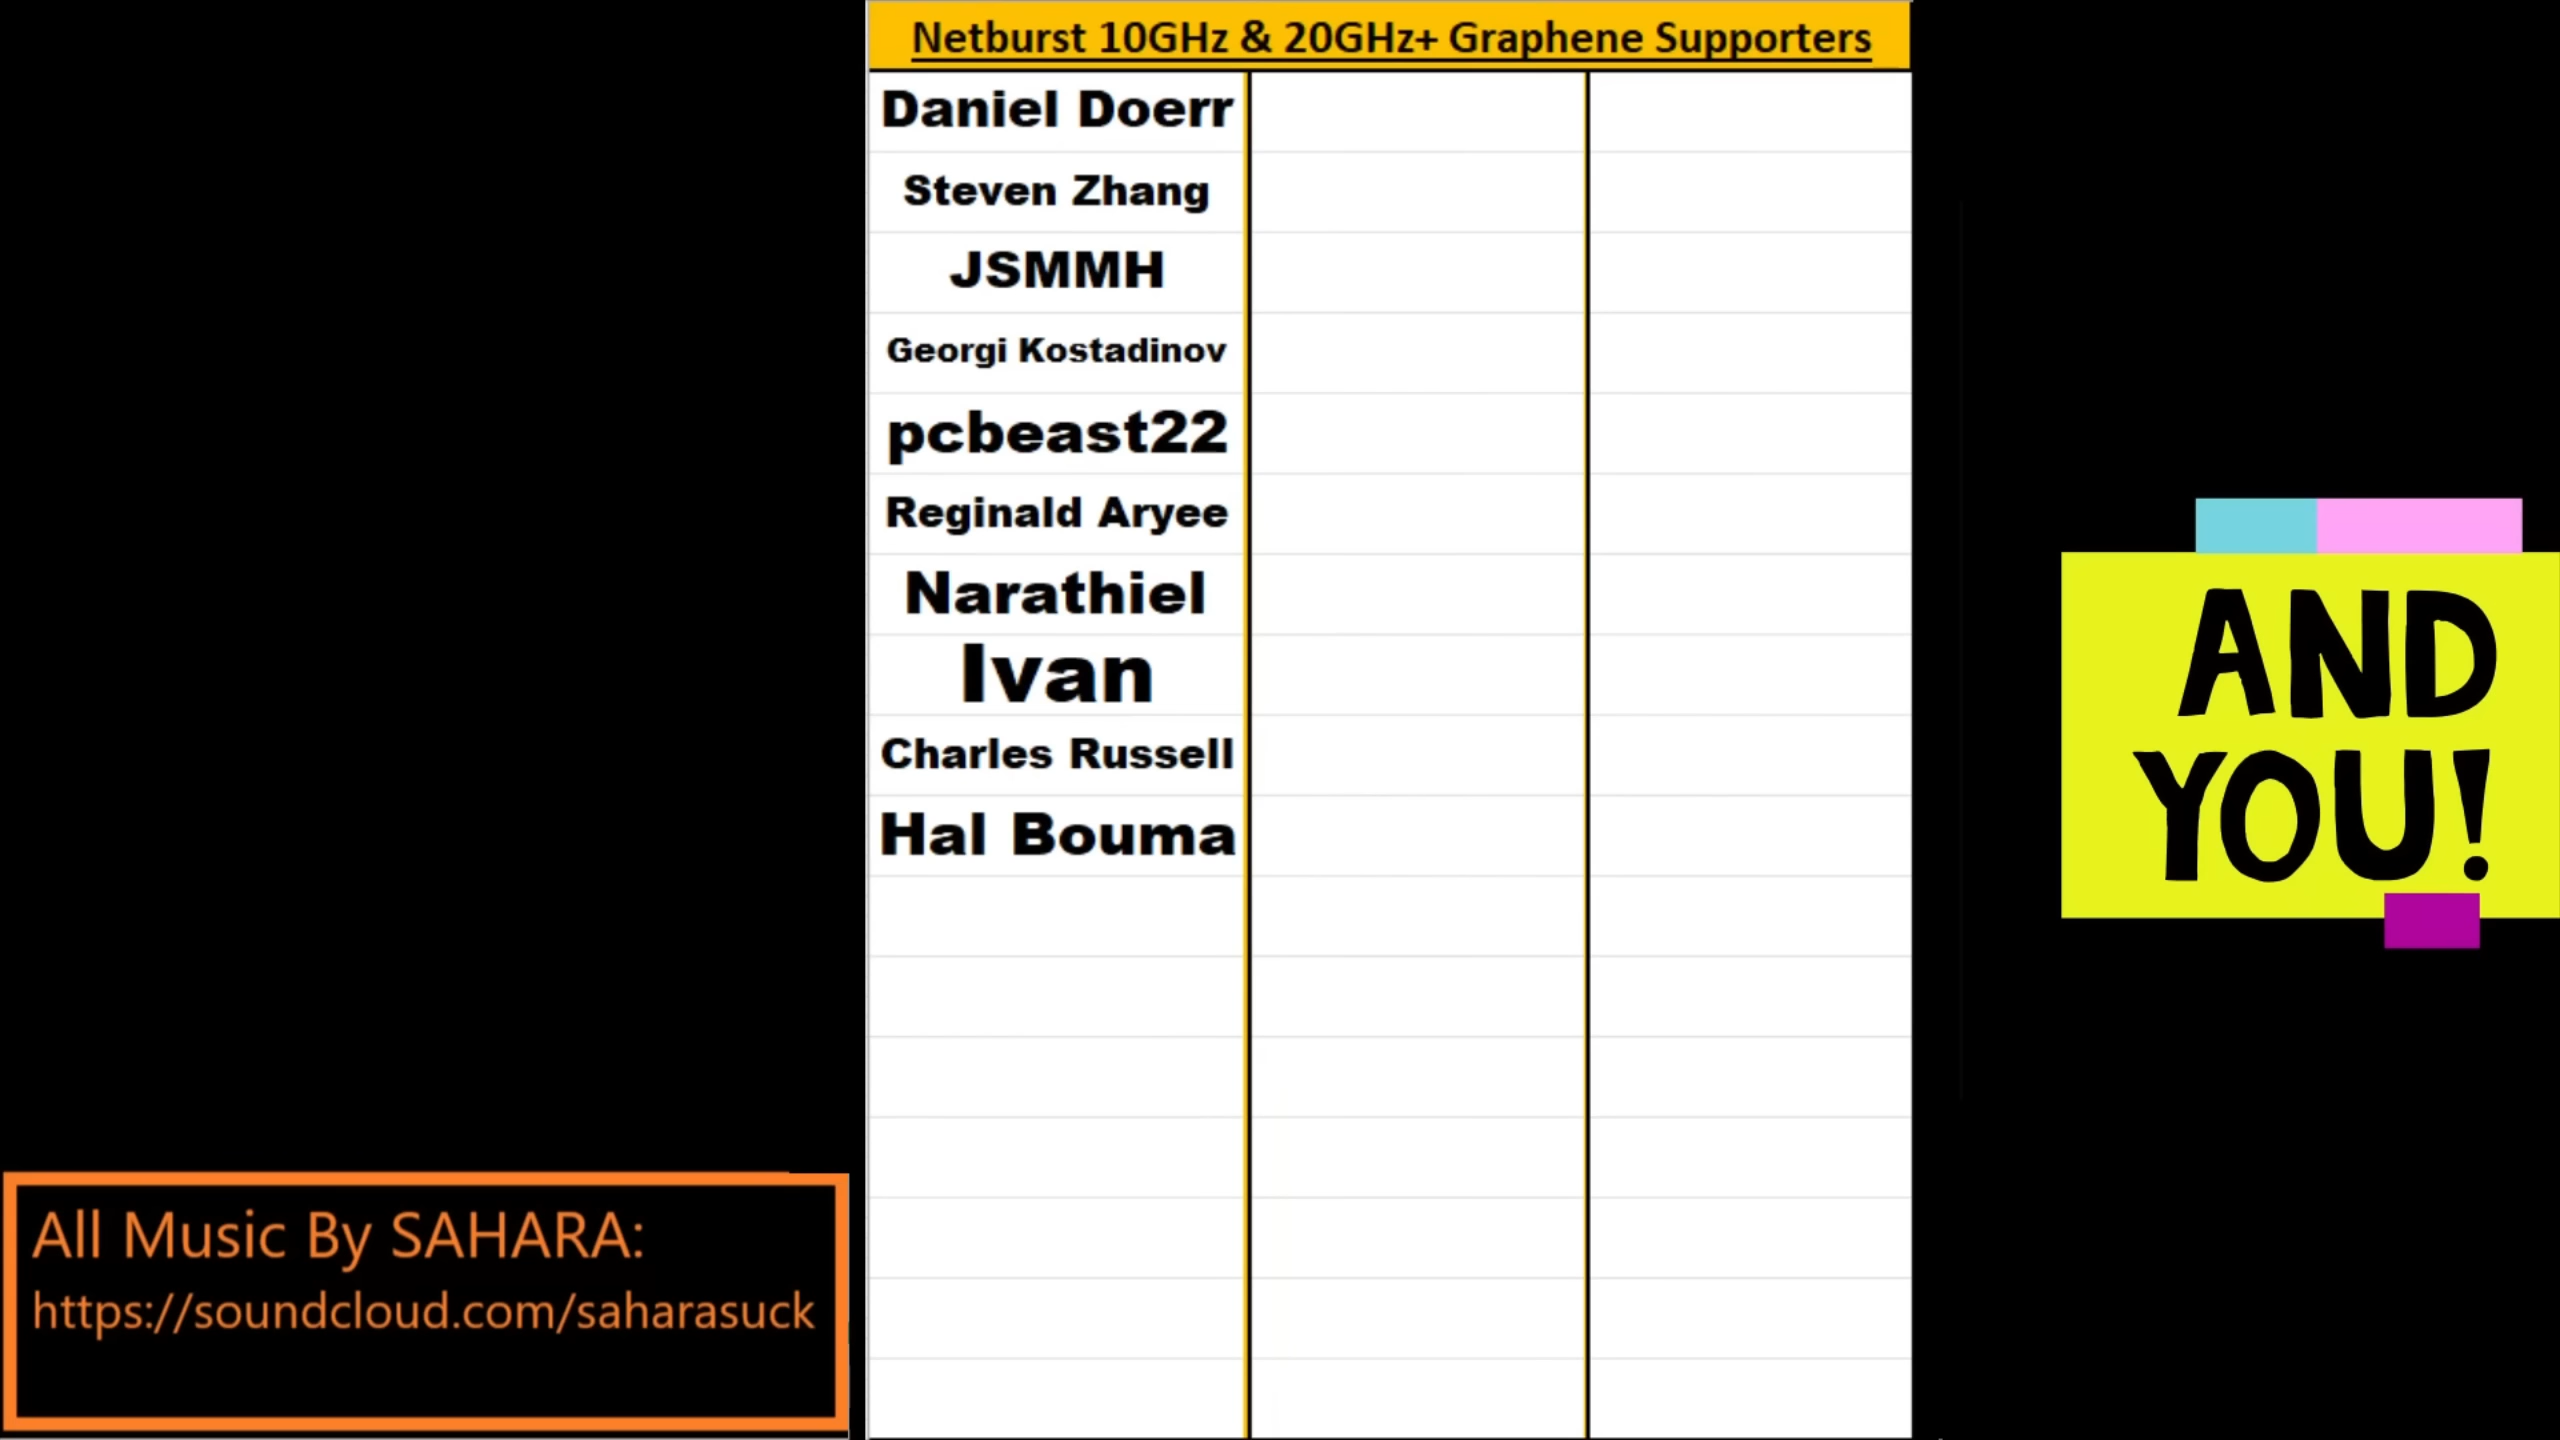 Netburst 10GHz & 20GHz+ Graphene Supporters
Daniel Doerr
Steven Zhang
JSMMH
Georgi Kostadinov
pcbeast22
Reginald Aryee
Narathiel
Ivan
Charles Russell
Hal Bouma
AND
YOU!
All Music By SAHARA:
https://soundcloud.com/saharasuck